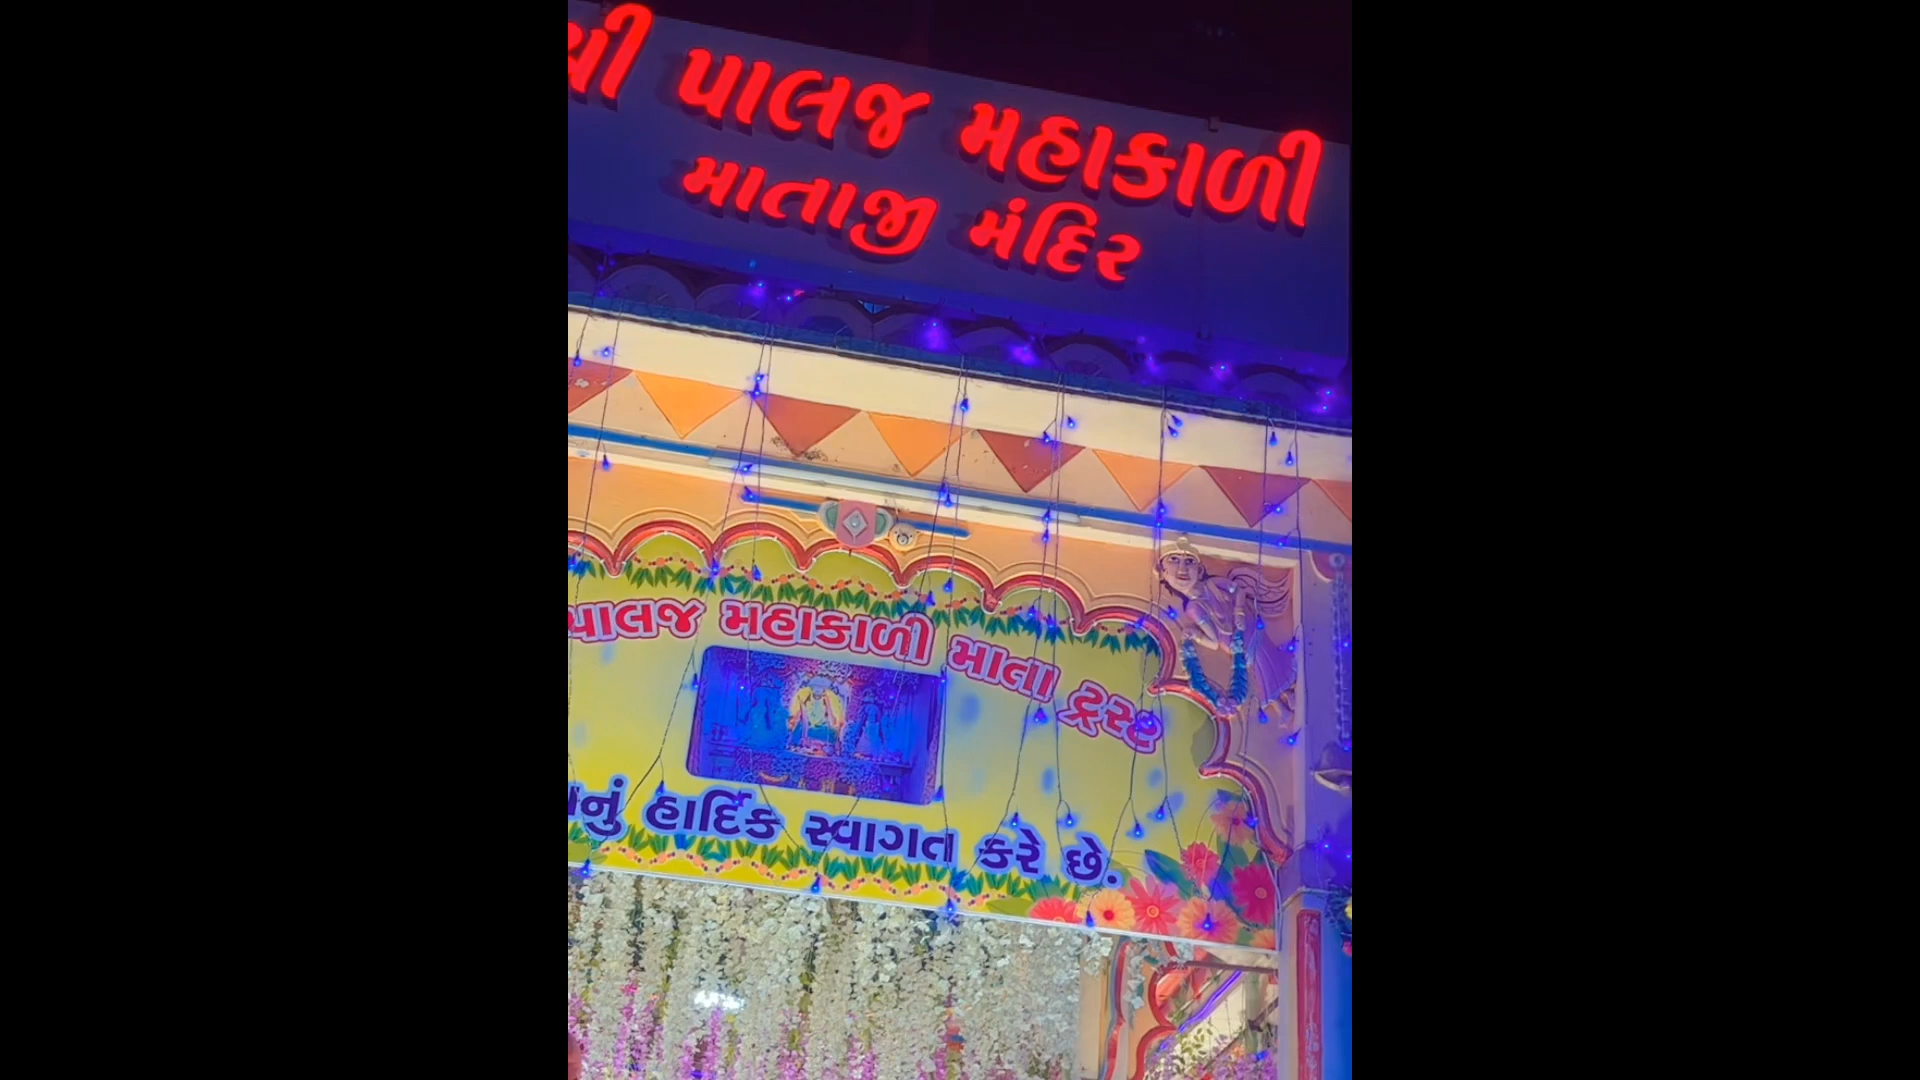 શ્રી પાલજ મહાકાળી
માતાજી મંદિર
પાલજ મહાકાળી માતા ટ્રસ્ટ
હાર્દિક સ્વાગત કરે છે.